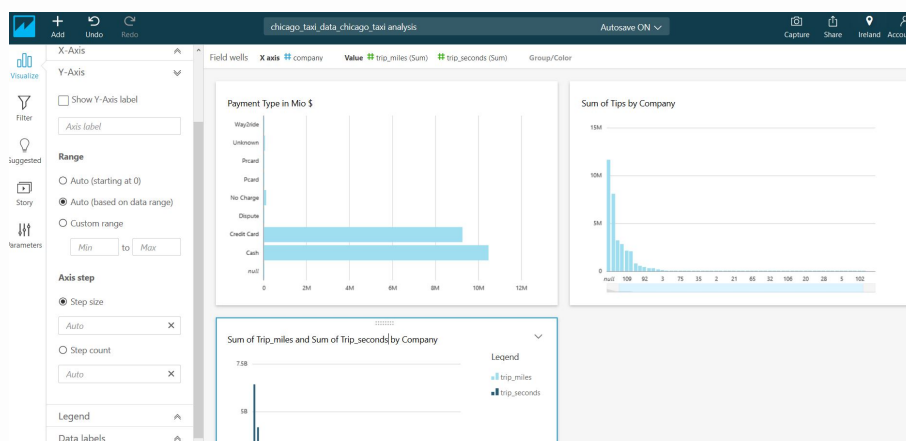 Add
Undo
Redo
chicago_taxi_data_chicago_taxi analysis
Autosave ON
Capture
Share
Ireland
Visualize
Filter
Story
X-Axis
Y-Axis
Show Y-Axis label
Axis label
Range
Auto (starting at 0)
Auto (based on data range)
Custom range
Min to Max
Axis step
Step size
Auto
Step count
Auto
Legend
Data labels
Field wells X axis # company Value # trip_miles (Sum) # trip_seconds (Sum) Group/Color
Payment Type in Mio $
Way2ride
Unknown
Prcard
Pcard
No Charge
Dispute
Credit Card
Cash
null
0 2M 4M 6M 8M 10M 12M
Sum of Tips by Company
15M
10M
5M
0
null 109 92 3 75 35 2 21 65 32 106 20 28 5 102
Sum of Trip_miles and Sum of Trip_seconds by Company
7.5B
5B
Legend
trip_miles
trip_seconds